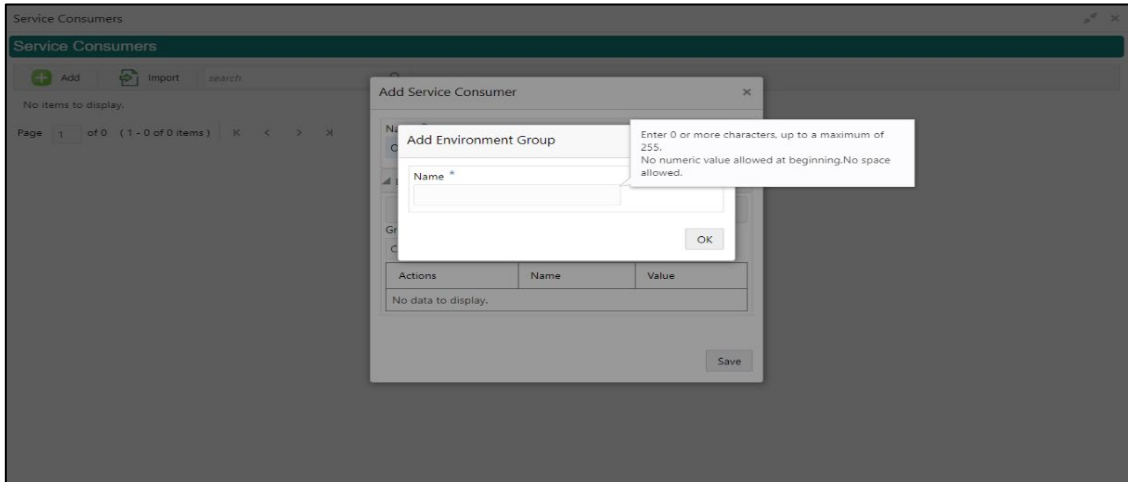 Service Consumers
Service Consumers
Add Import search
No items to display.
Page 1 of 0 (1 - 0 of 0 items) K < > K
Add Service Consumer
Add Environment Group
Enter 0 or more characters, up to a maximum of
255.
No numeric value allowed at beginning.No space
allowed.
Name *
OK
Actions Name Value
No data to display.
Save